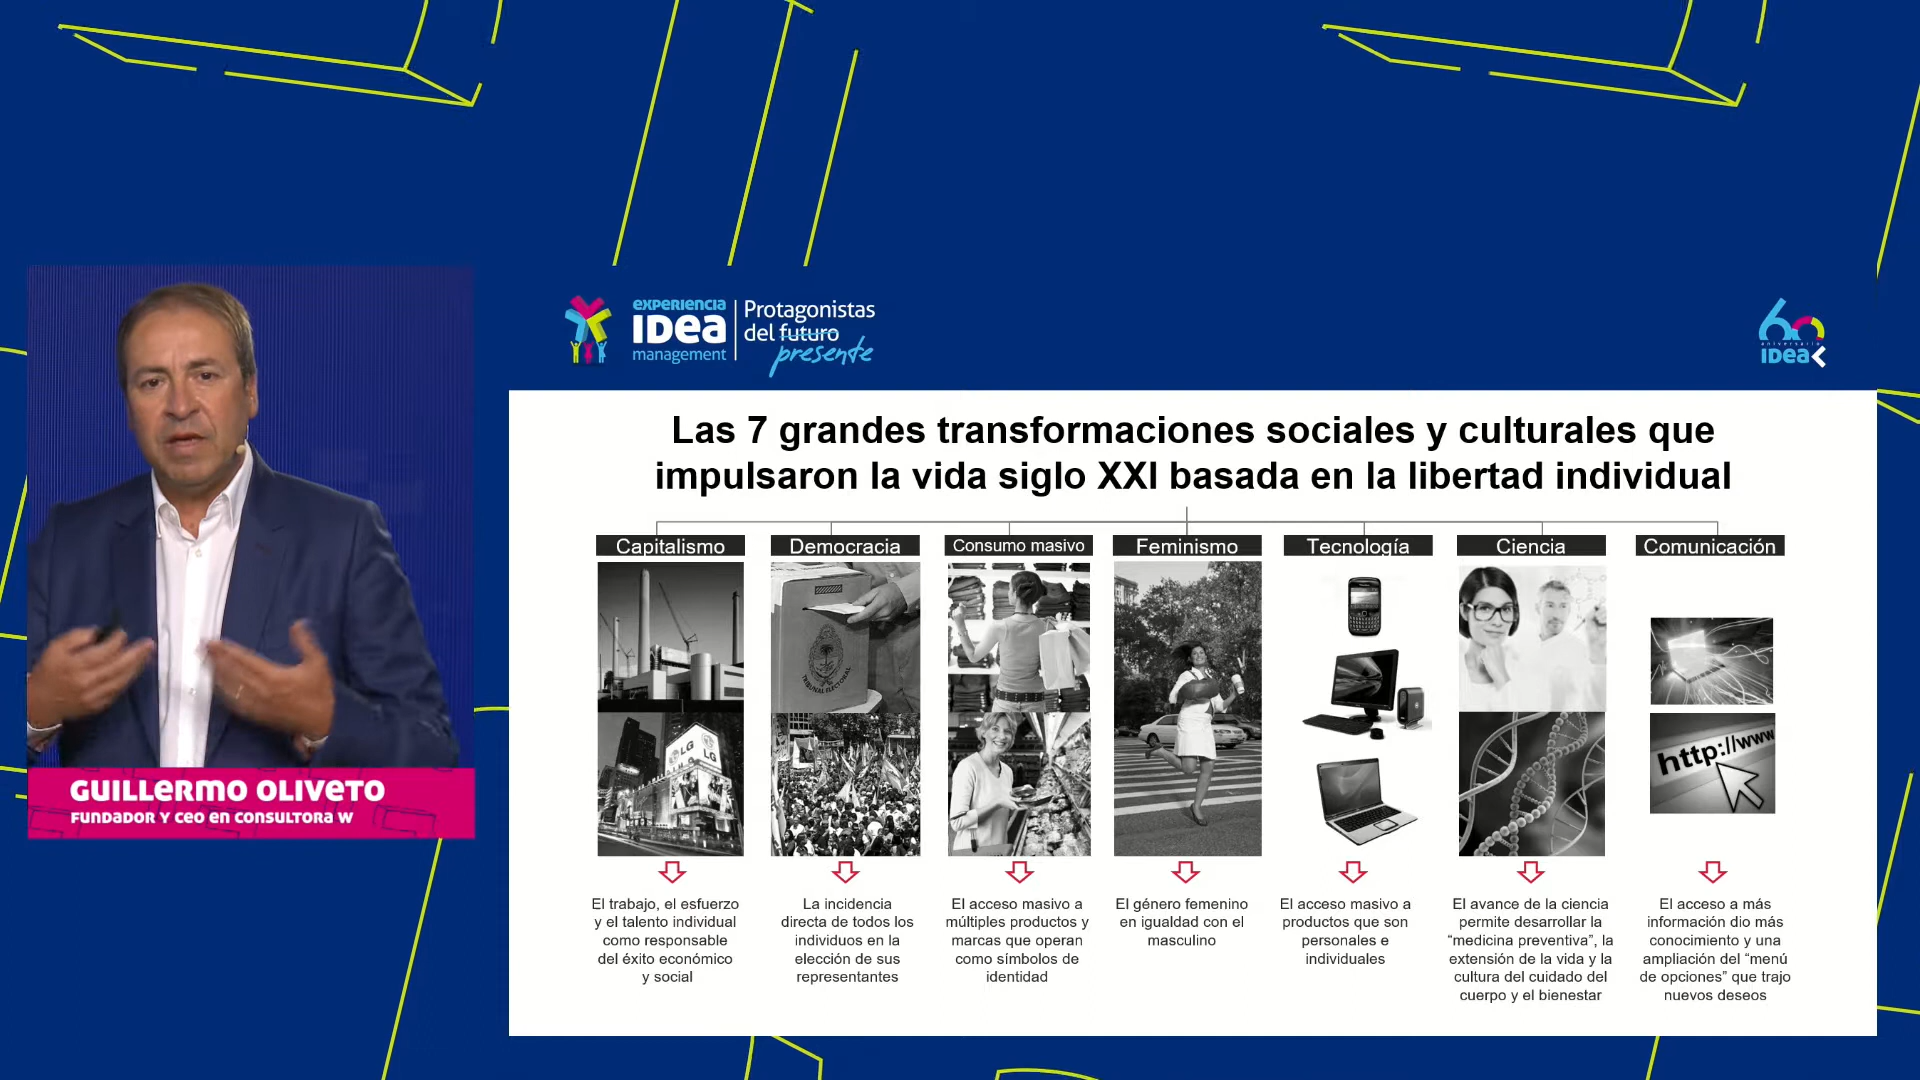 experiencia
IDea
management
Protagonistas
del futuro
presente
60
aniversario
IDea
Las 7 grandes transformaciones sociales y culturales que
impulsaron la vida siglo XXI basada en la libertad individual
Capitalismo
Democracia
Consumo masivo
Feminismo
Tecnología
Ciencia
Comunicación
TRIBUNAL ELECTORAL
LG
LG
http://www
El trabajo, el esfuerzo
y el talento individual
como responsable
del éxito económico
y social
La incidencia
directa de todos los
individuos en la
elección de sus
representantes
El acceso masivo a
múltiples productos y
marcas que operan
como símbolos de
identidad
El género femenino
en igualdad con el
masculino
El acceso masivo a
productos que son
personales e
individuales
El avance de la ciencia
permite desarrollar la
“medicina preventiva”, la
extensión de la vida y la
cultura del cuidado del
cuerpo y el bienestar
El acceso a más
información dio más
conocimiento y una
ampliación del “menú
de opciones” que trajo
nuevos deseos
GUILLERMO OLIVETO
FUNDADOR Y CEO EN CONSULTORA W